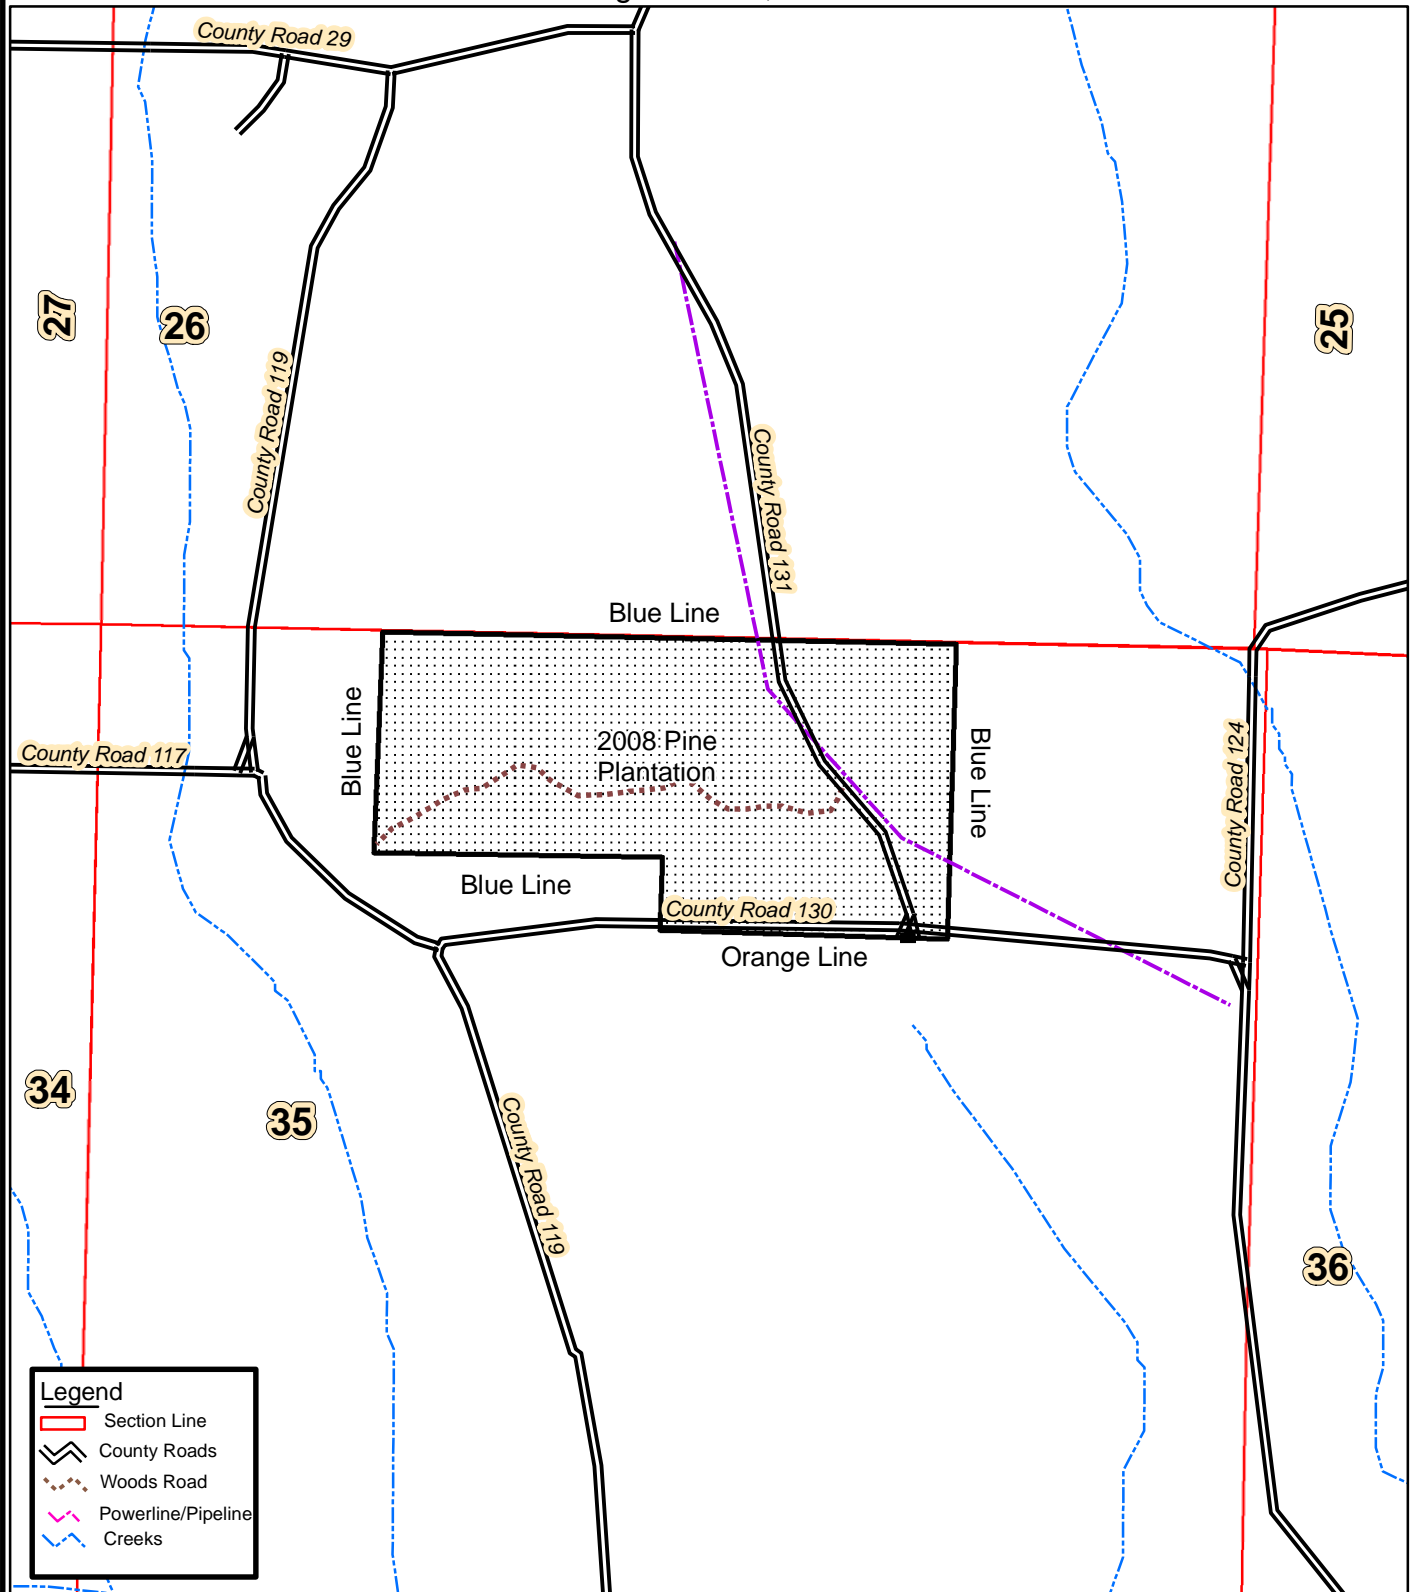 County Road 29
27
26
25
County Road 119
County Road 131
Blue Line
Blue Line
2008 Pine
Plantation
Blue Line
County Road 117
County Road 124
Blue Line
County Road 130
Orange Line
34
35
County Road 119
36
Legend
Section Line
County Roads
Woods Road
Powerline/Pipeline
Creeks